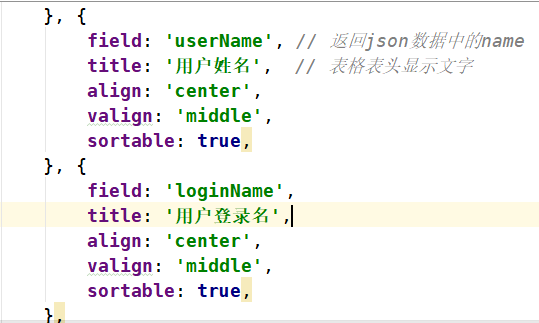 }, {
field: 'userName', // 返回json数据中的name
title: '用户姓名',  // 表格表头显示文字
align: 'center',
valign: 'middle',
sortable: true,
}, {
field: 'loginName',
title: '用户登录名',
align: 'center',
valign: 'middle',
sortable: true,
},